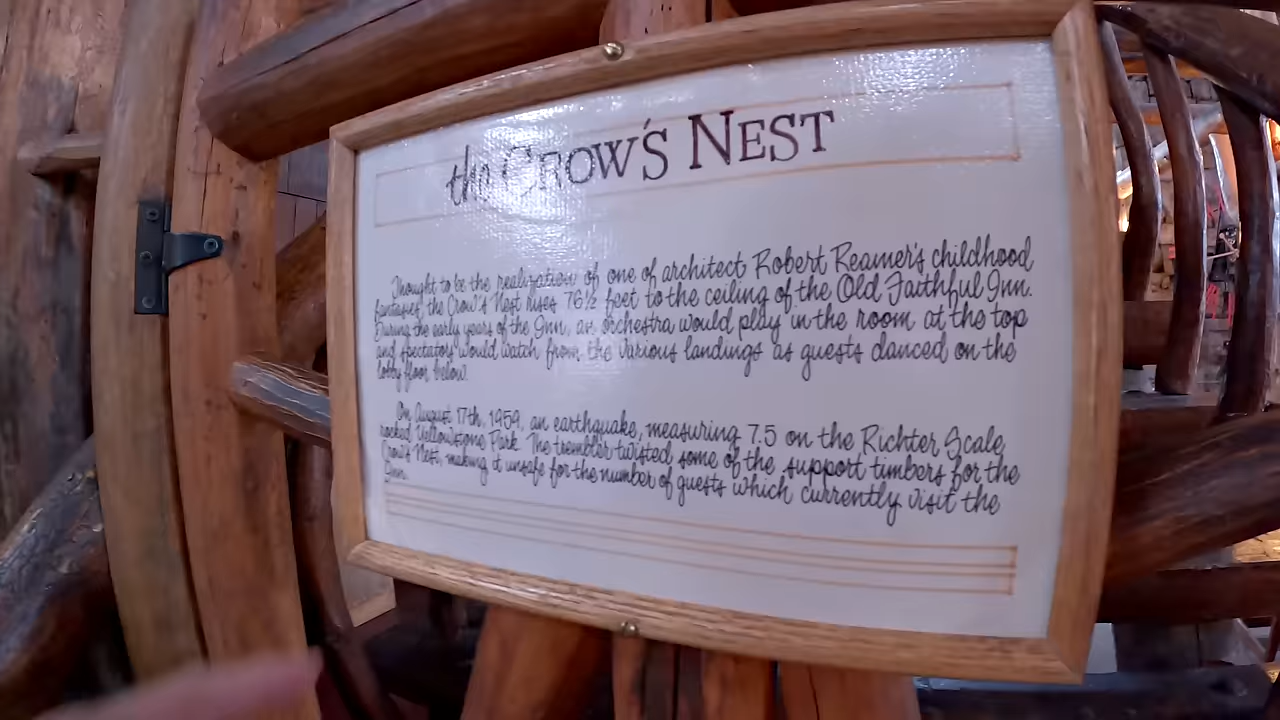 the CROW'S NEST
Thought to be the realization of one of architect Robert Reamer's childhood
fantasies, the Crow's Nest rises 76½ feet to the ceiling of the Old Faithful Inn.
During the early years of the Inn, an orchestra would play in the room at the top
and spectators would watch from the various landings as guests danced on the
lobby floor below.
On August 17th, 1959, an earthquake, measuring 7.5 on the Richter Scale,
rocked Yellowstone Park. The tremblor twisted some of the support timbers for the
Crow's Nest, making it unsafe for the number of guests which currently visit the
Inn.